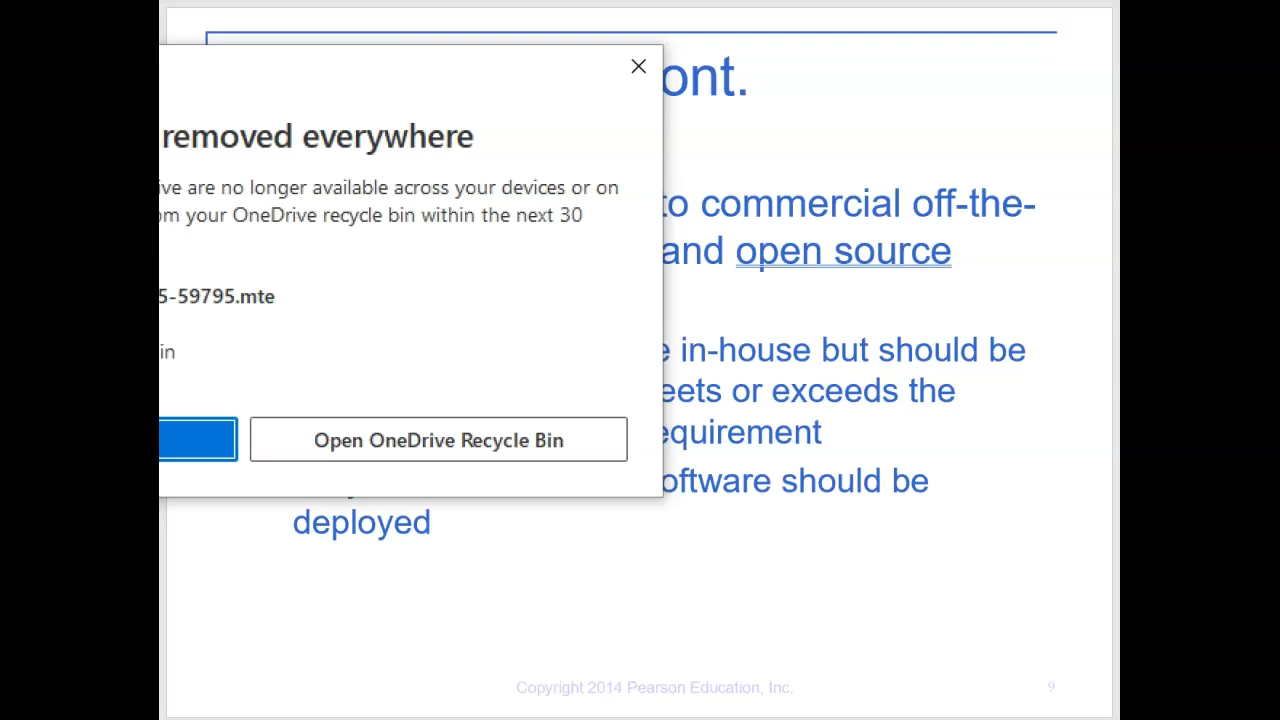 ont.
removed everywhere
ive are no longer available across your devices or on
om your OneDrive recycle bin within the next 30
to commercial off-the-
and open source
5-59795.mte
in
e in-house but should be
eets or exceeds the
equirement
Open OneDrive Recycle Bin
oftware should be
deployed
Copyright 2014 Pearson Education, Inc.
9